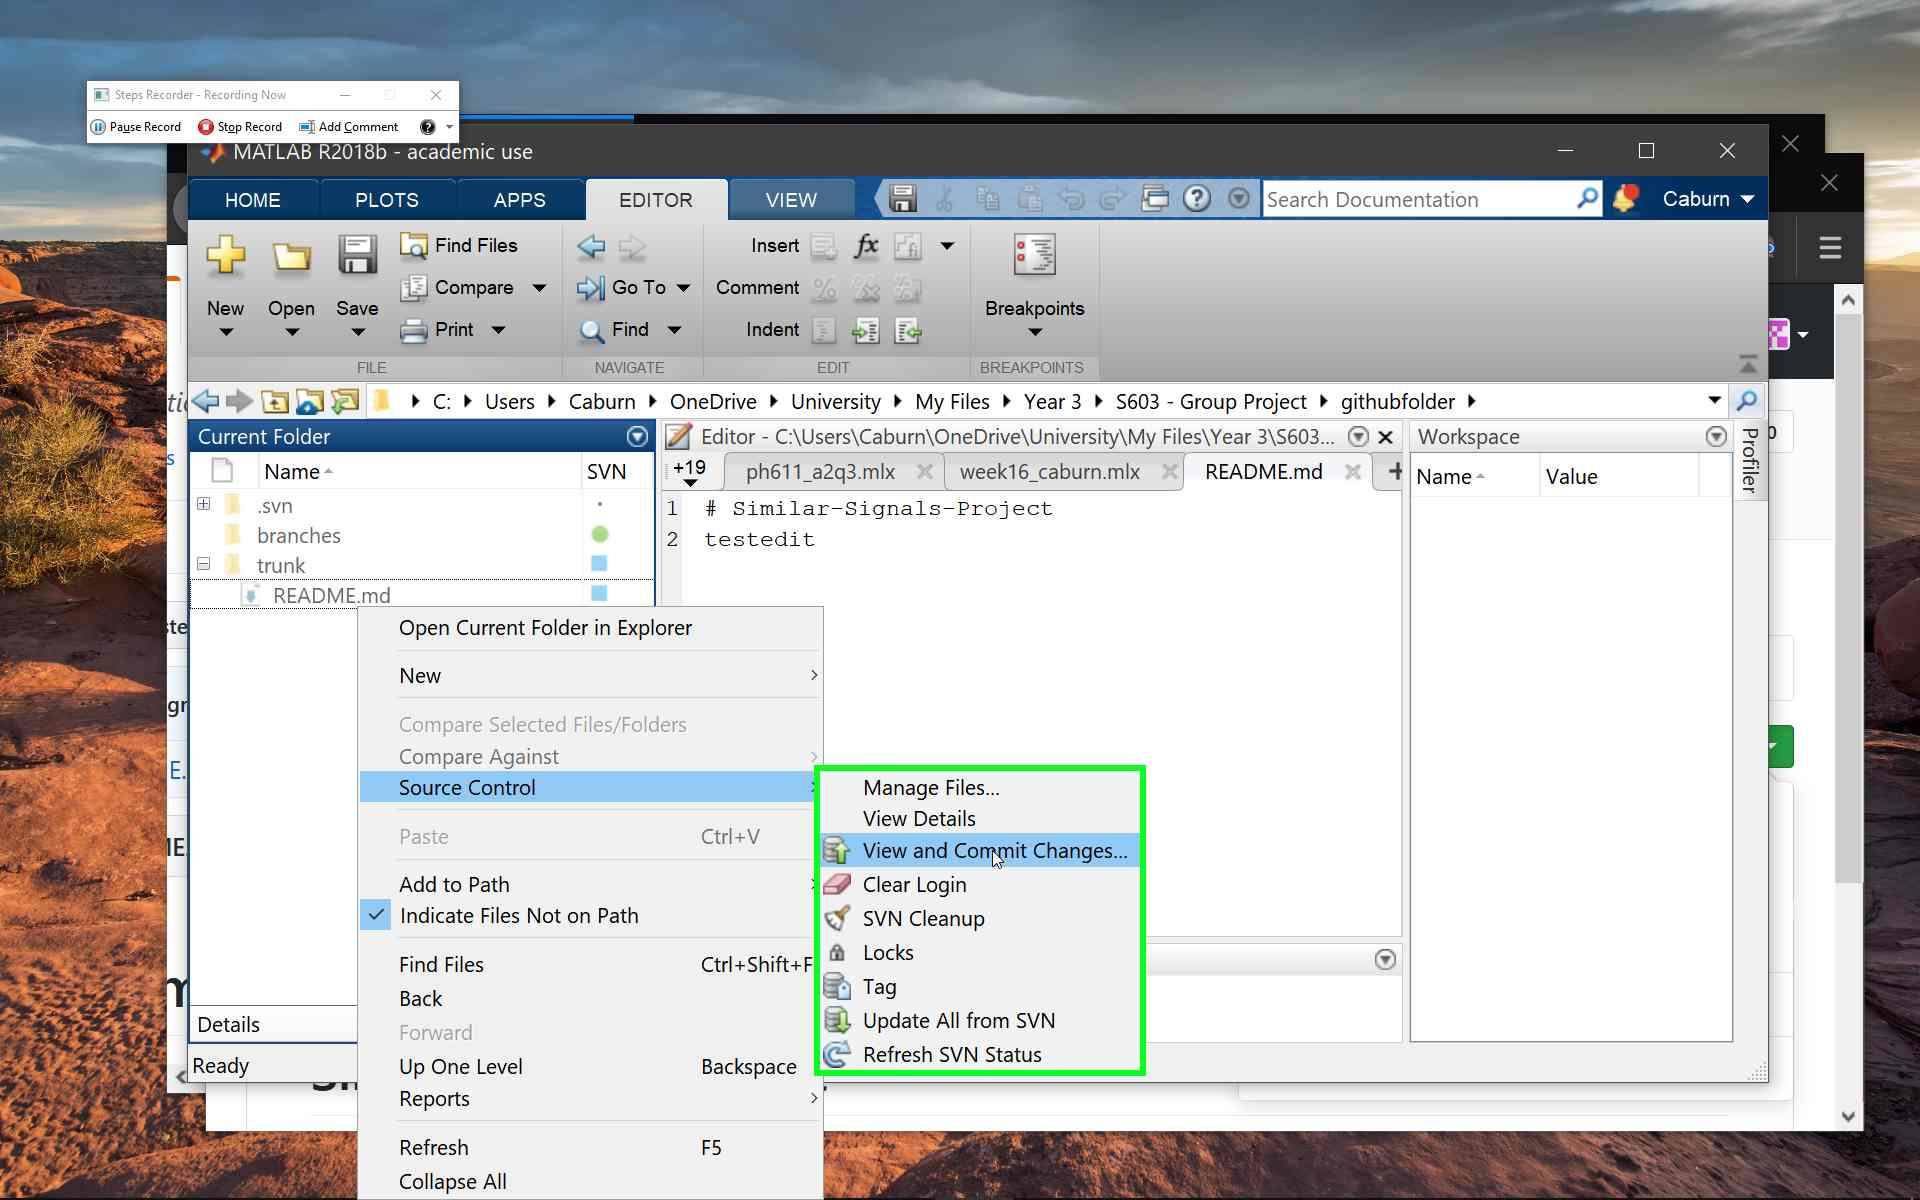 Steps Recorder - Recording Now
Pause Record Stop Record Add Comment
MATLAB R2018b - academic use
HOME PLOTS APPS EDITOR VIEW Search Documentation Caburn
New Open Save Find Files Compare Print
Go To Find
Insert fx fi
Comment
Indent
Breakpoints
FILE NAVIGATE EDIT BREAKPOINTS
C: Users Caburn OneDrive University My Files Year 3 S603 - Group Project githubfolder
Current Folder
Name SVN
.svn
branches
trunk
README.md
Details
Ready
Editor - C:\Users\Caburn\OneDrive\University\My Files\Year 3\S603...
+19 ph611_a2q3.mlx week16_caburn.mlx README.md
1 # Similar-Signals-Project
2 testedit
Workspace
Name Value
Profiler
Open Current Folder in Explorer
New
Compare Selected Files/Folders
Compare Against
Source Control
Paste Ctrl+V
Add to Path
Indicate Files Not on Path
Find Files Ctrl+Shift+F
Back
Forward
Up One Level Backspace
Reports
Refresh F5
Collapse All
Manage Files...
View Details
View and Commit Changes...
Clear Login
SVN Cleanup
Locks
Tag
Update All from SVN
Refresh SVN Status